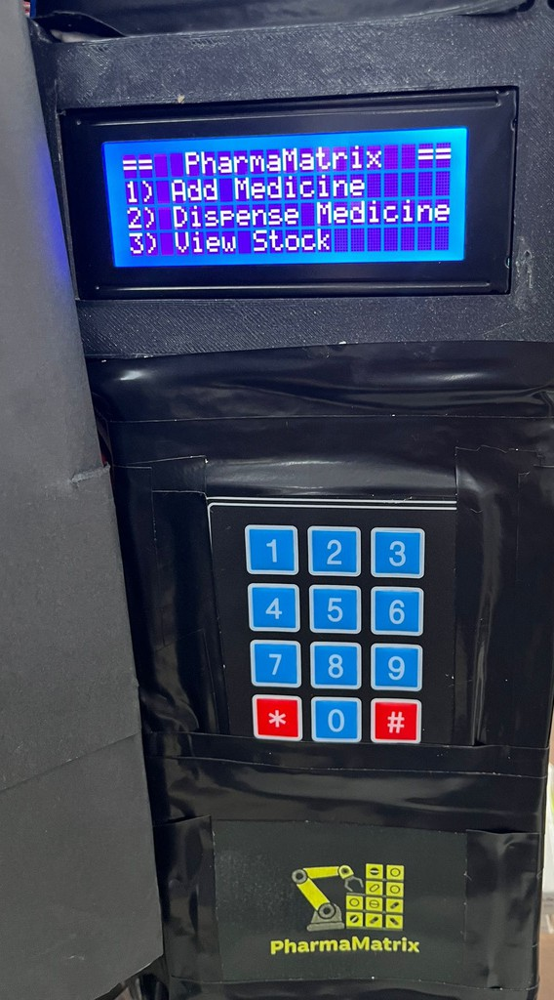 == PharmaMatrix ==
1) Add Medicine
2) Dispense Medicine
3) View Stock
1 2 3
4 5 6
7 8 9
* 0 #
PharmaMatrix